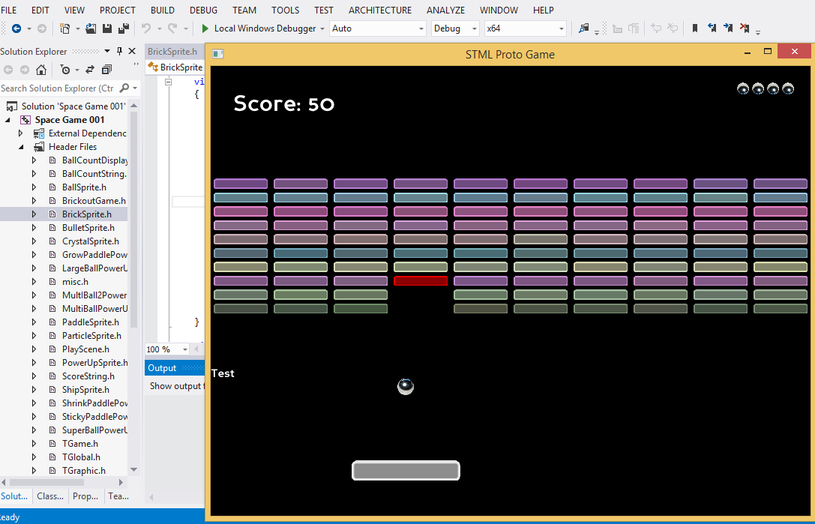 FILE EDIT VIEW PROJECT BUILD DEBUG TEAM TOOLS TEST ARCHITECTURE ANALYZE WINDOW HELP
Local Windows Debugger Auto Debug x64
Solution Explorer
BrickSprite.h
STML Proto Game
BrickSprite
Search Solution Explorer (Ctr
vi
{
Solution 'Space Game 001'
Space Game 001
External Dependenc
Header Files
BallCountDisplay
BallCountString.
BallSprite.h
BrickoutGame.h
BrickSprite.h
BulletSprite.h
CrystalSprite.h
GrowPaddlePow
LargeBallPowerU
misc.h
MultiBall2Power
MultiBallPowerU
PaddleSprite.h
ParticleSprite.h
PlayScene.h
PowerUpSprite.h
ScoreString.h
ShipSprite.h
ShrinkPaddlePov
StickyPaddlePow
SuperBallPowerU
TGame.h
TGlobal.h
TGraphic.h
}
100 %
Output
Show output f
Solut... Class... Prop... Tea...
eady
Score: 50
Test